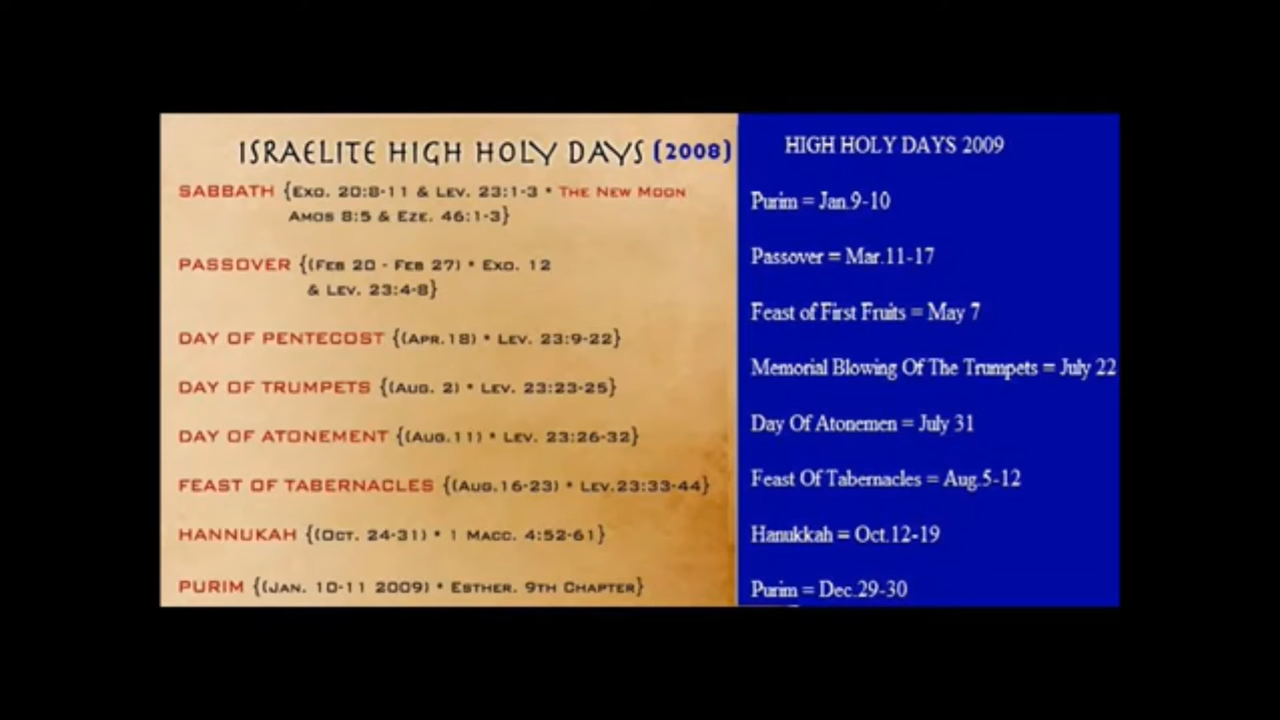 ISRAELITE HIGH HOLY DAYS (2008)
SABBATH {EXO. 20:8-11 & LEV. 23:1-3 * THE NEW MOON
AMOS 8:5 & EZE. 46:1-3}
PASSOVER {(FEB 20 - FEB 27) * EXO. 12
& LEV. 23:4-8}
DAY OF PENTECOST {(APR.18) * LEV. 23:9-22}
DAY OF TRUMPETS {(AUG. 2) * LEV. 23:23-25}
DAY OF ATONEMENT {(AUG.11) * LEV. 23:26-32}
FEAST OF TABERNACLES {(AUG.16-23) * LEV.23:33-44}
HANNUKAH {(OCT. 24-31) * 1 MACC. 4:52-61}
PURIM {(JAN. 10-11 2009) * ESTHER. 9TH CHAPTER}
HIGH HOLY DAYS 2009
Purim = Jan.9-10
Passover = Mar.11-17
Feast of First Fruits = May 7
Memorial Blowing Of The Trumpets = July 22
Day Of Atonemen = July 31
Feast Of Tabernacles = Aug.5-12
Hanukkah = Oct.12-19
Purim = Dec.29-30